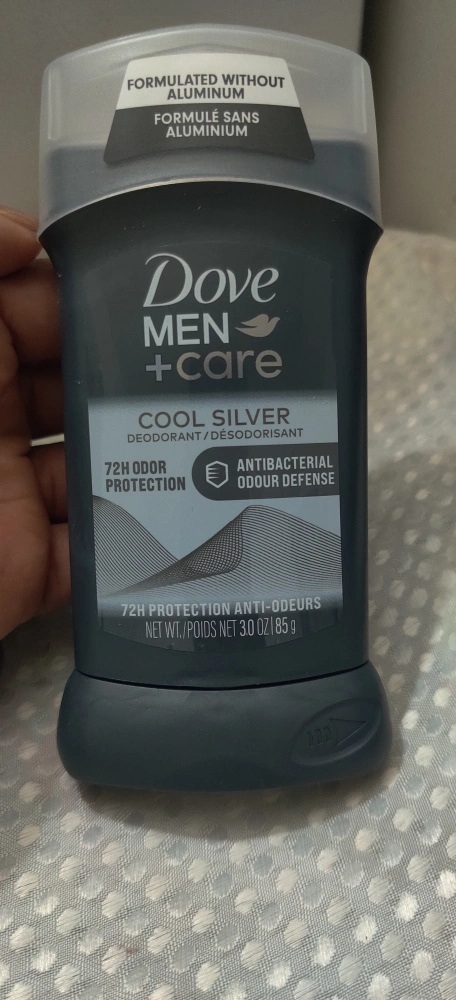 FORMULATED WITHOUT
ALUMINUM
FORMULÉ SANS
ALUMINIUM
Dove
MEN
+care
COOL SILVER
DEODORANT / DÉSODORISANT
72H ODOR
PROTECTION
ANTIBACTERIAL
ODOUR DEFENSE
72H PROTECTION ANTI-ODEURS
NET WT./POIDS NET 3.0 OZ | 85 g